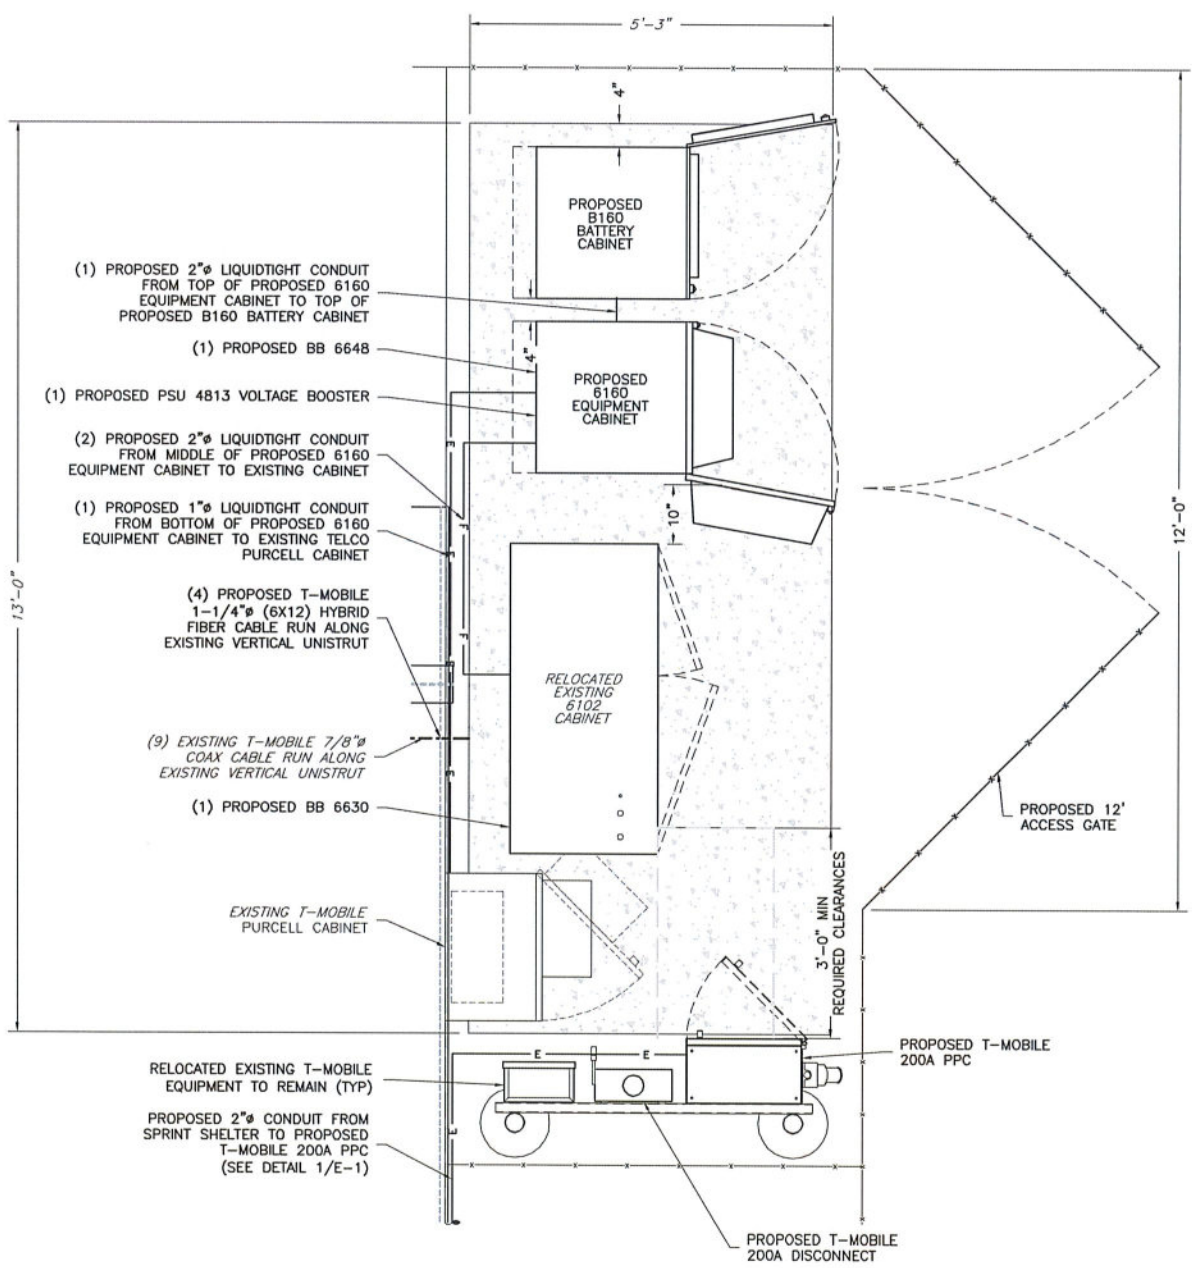 5'-3"
4"
PROPOSED
B160
BATTERY
CABINET
(1) PROPOSED 2"ø LIQUIDTIGHT CONDUIT
FROM TOP OF PROPOSED 6160
EQUIPMENT CABINET TO TOP OF
PROPOSED B160 BATTERY CABINET
(1) PROPOSED BB 6648
4"
PROPOSED
6160
EQUIPMENT
CABINET
(1) PROPOSED PSU 4813 VOLTAGE BOOSTER
(2) PROPOSED 2"ø LIQUIDTIGHT CONDUIT
FROM MIDDLE OF PROPOSED 6160
EQUIPMENT CABINET TO EXISTING CABINET
E
(1) PROPOSED 1"ø LIQUIDTIGHT CONDUIT
FROM BOTTOM OF PROPOSED 6160
EQUIPMENT CABINET TO EXISTING TELCO
PURCELL CABINET
F
10"
12'-0"
13'-0"
(4) PROPOSED T-MOBILE
1-1/4"ø (6X12) HYBRID
FIBER CABLE RUN ALONG
EXISTING VERTICAL UNISTRUT
F
RELOCATED
EXISTING
6102
CABINET
(9) EXISTING T-MOBILE 7/8"ø
COAX CABLE RUN ALONG
EXISTING VERTICAL UNISTRUT
E
(1) PROPOSED BB 6630
PROPOSED 12'
ACCESS GATE
EXISTING T-MOBILE
PURCELL CABINET
3'-0" MIN
REQUIRED CLEARANCES
PROPOSED T-MOBILE
200A PPC
E
E
RELOCATED EXISTING T-MOBILE
EQUIPMENT TO REMAIN (TYP)
PROPOSED 2"ø CONDUIT FROM
SPRINT SHELTER TO PROPOSED
T-MOBILE 200A PPC
(SEE DETAIL 1/E-1)
PROPOSED T-MOBILE
200A DISCONNECT